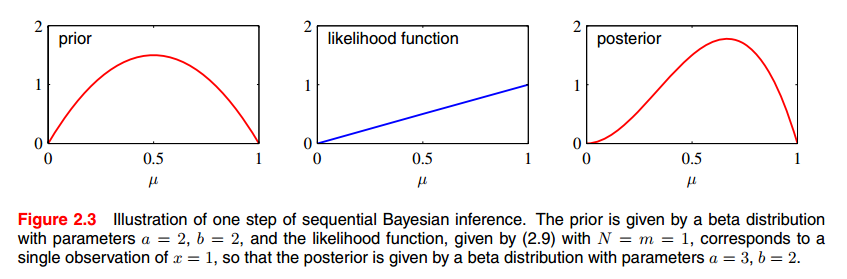 prior
likelihood function
posterior
2
1
0
0
0.5
1
μ
2
1
0
0
0.5
1
μ
2
1
0
0
0.5
1
μ
Figure 2.3 Illustration of one step of sequential Bayesian inference. The prior is given by a beta distribution
with parameters a = 2, b = 2, and the likelihood function, given by (2.9) with N = m = 1, corresponds to a
single observation of x = 1, so that the posterior is given by a beta distribution with parameters a = 3, b = 2.